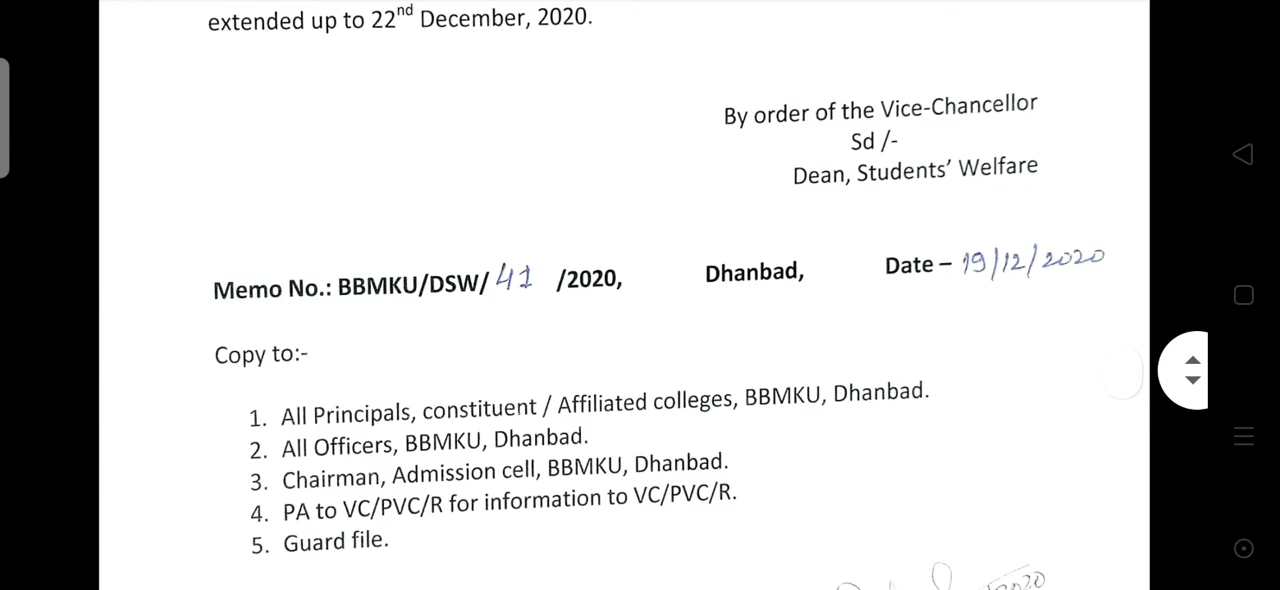 extended up to 22nd December, 2020.
By order of the Vice-Chancellor
Sd /-
Dean, Students' Welfare
Memo No.: BBMKU/DSW/ 41 /2020, Dhanbad, Date – 19/12/2020
Copy to:-
1. All Principals, constituent / Affiliated colleges, BBMKU, Dhanbad.
2. All Officers, BBMKU, Dhanbad.
3. Chairman, Admission cell, BBMKU, Dhanbad.
4. PA to VC/PVC/R for information to VC/PVC/R.
5. Guard file.